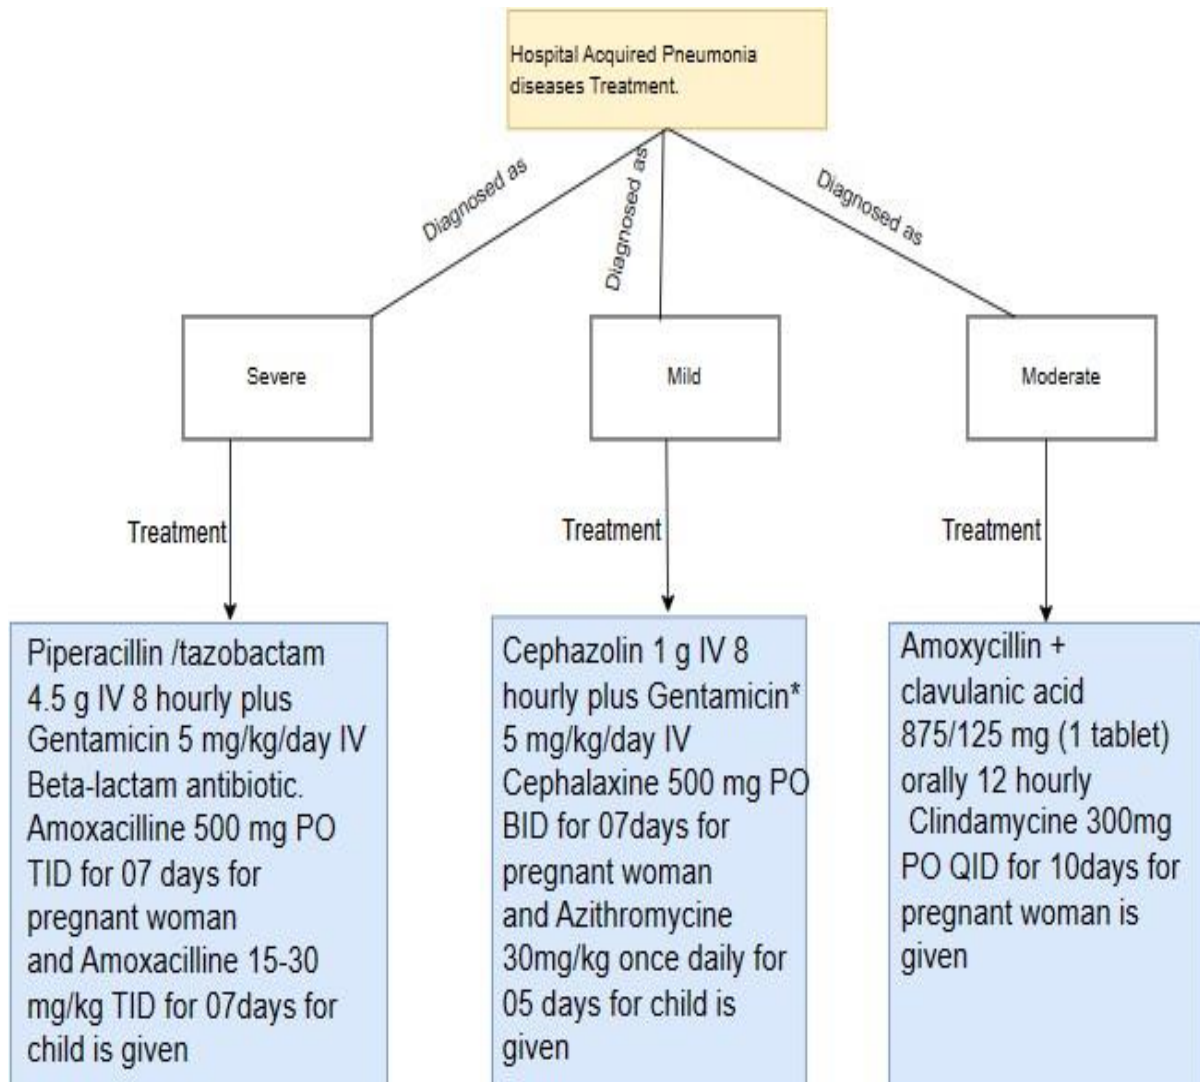 Hospital Acquired Pneumonia
diseases Treatment.
Diagnosed as
Diagnosed as
Diagnosed as
Severe
Mild
Moderate
Treatment
Treatment
Treatment
Piperacillin /tazobactam
4.5 g IV 8 hourly plus
Gentamicin 5 mg/kg/day IV
Beta-lactam antibiotic.
Amoxacilline 500 mg PO
TID for 07 days for
pregnant woman
and Amoxacilline 15-30
mg/kg TID for 07days for
child is given
Cephazolin 1 g IV 8
hourly plus Gentamicin*
5 mg/kg/day IV
Cephalaxine 500 mg PO
BID for 07days for
pregnant woman
and Azithromycine
30mg/kg once daily for
05 days for child is
given
Amoxycillin +
clavulanic acid
875/125 mg (1 tablet)
orally 12 hourly
Clindamycine 300mg
PO QID for 10days for
pregnant woman is
given